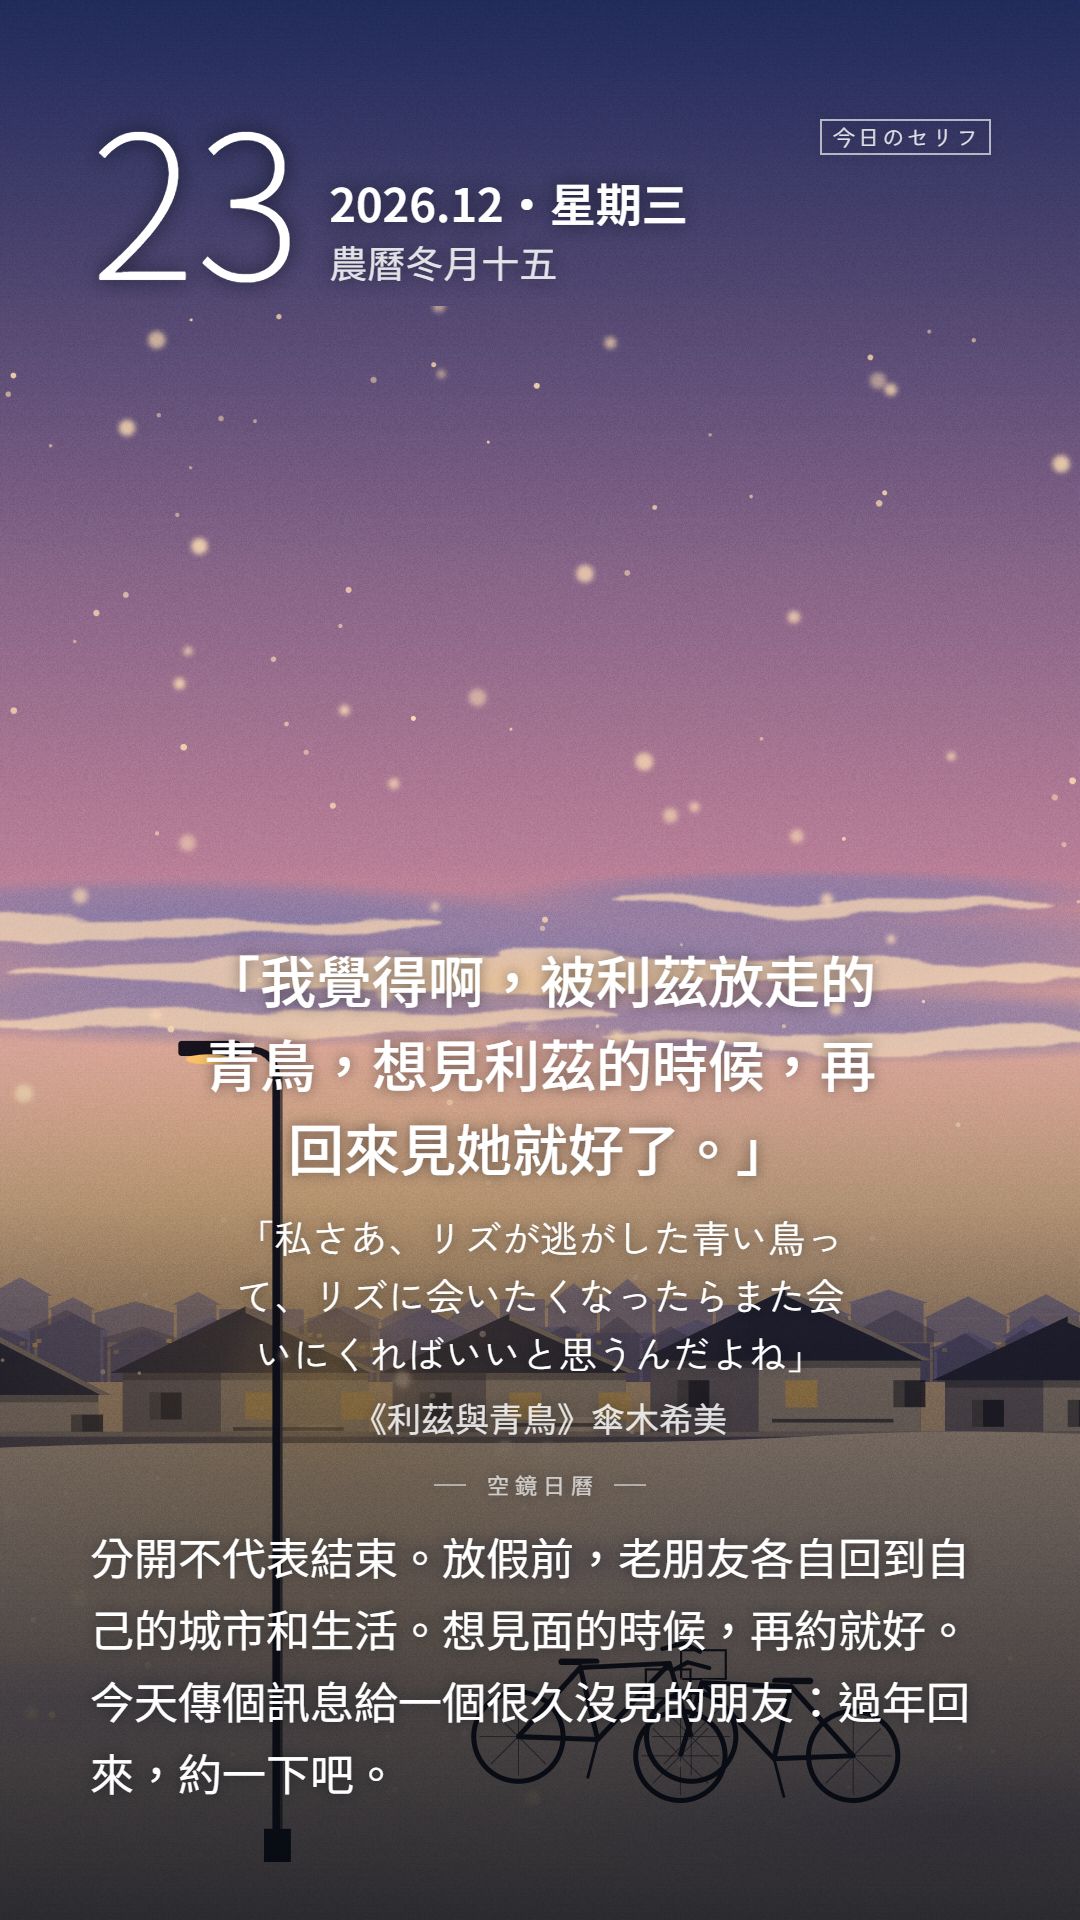 今日のセリフ
23
2026.12・星期三
農曆冬月十五
「我覺得啊，被利茲放走的
青鳥，想見利茲的時候，再
回來見她就好了。」
「私さあ、リズが逃がした青い鳥っ
て、リズに会いたくなったらまた会
いにくればいいと思うんだよね」
《利茲與青鳥》傘木希美
空鏡日曆
分開不代表結束。放假前，老朋友各自回到自
己的城市和生活。想見面的時候，再約就好。
今天傳個訊息給一個很久沒見的朋友：過年回
來，約一下吧。